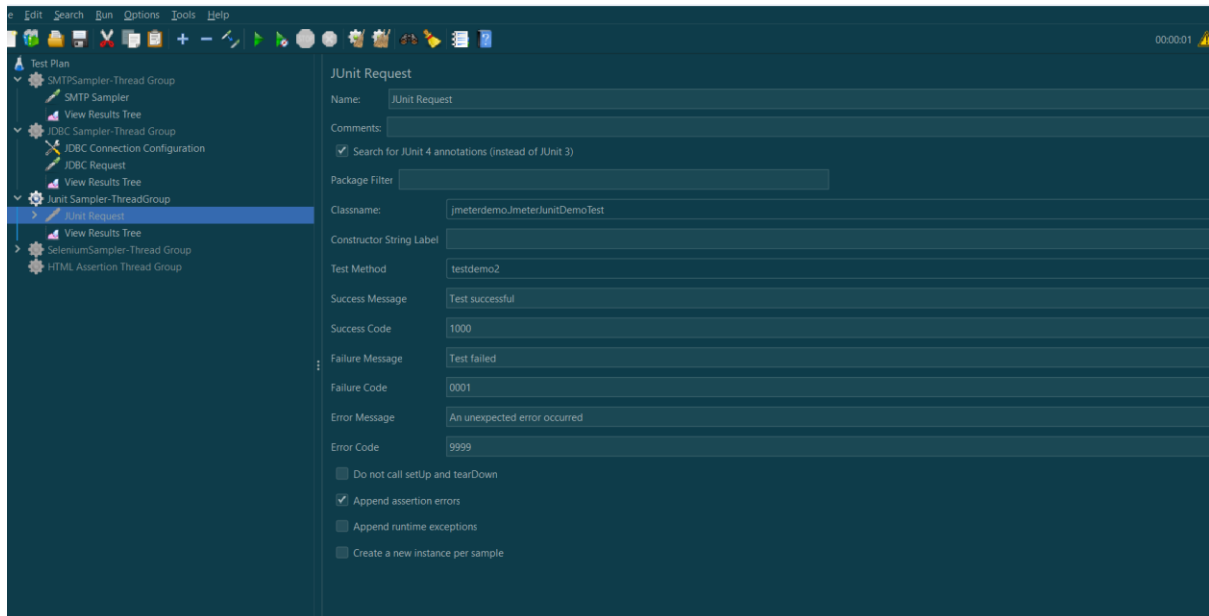 e Edit Search Run Options Tools Help
00:00:01
Test Plan
SMTPSampler-Thread Group
SMTP Sampler
View Results Tree
JDBC Sampler-Thread Group
JDBC Connection Configuration
JDBC Request
View Results Tree
Junit Sampler-ThreadGroup
JUnit Request
View Results Tree
SeleniumSampler-Thread Group
HTML Assertion Thread Group
JUnit Request
Name: JUnit Request
Comments:
Search for JUnit 4 annotations (instead of JUnit 3)
Package Filter
Classname: jmeterdemo.JmeterJunitDemoTest
Constructor String Label
Test Method testdemo2
Success Message Test successful
Success Code 1000
Failure Message Test failed
Failure Code 0001
Error Message An unexpected error occurred
Error Code 9999
Do not call setUp and tearDown
Append assertion errors
Append runtime exceptions
Create a new instance per sample